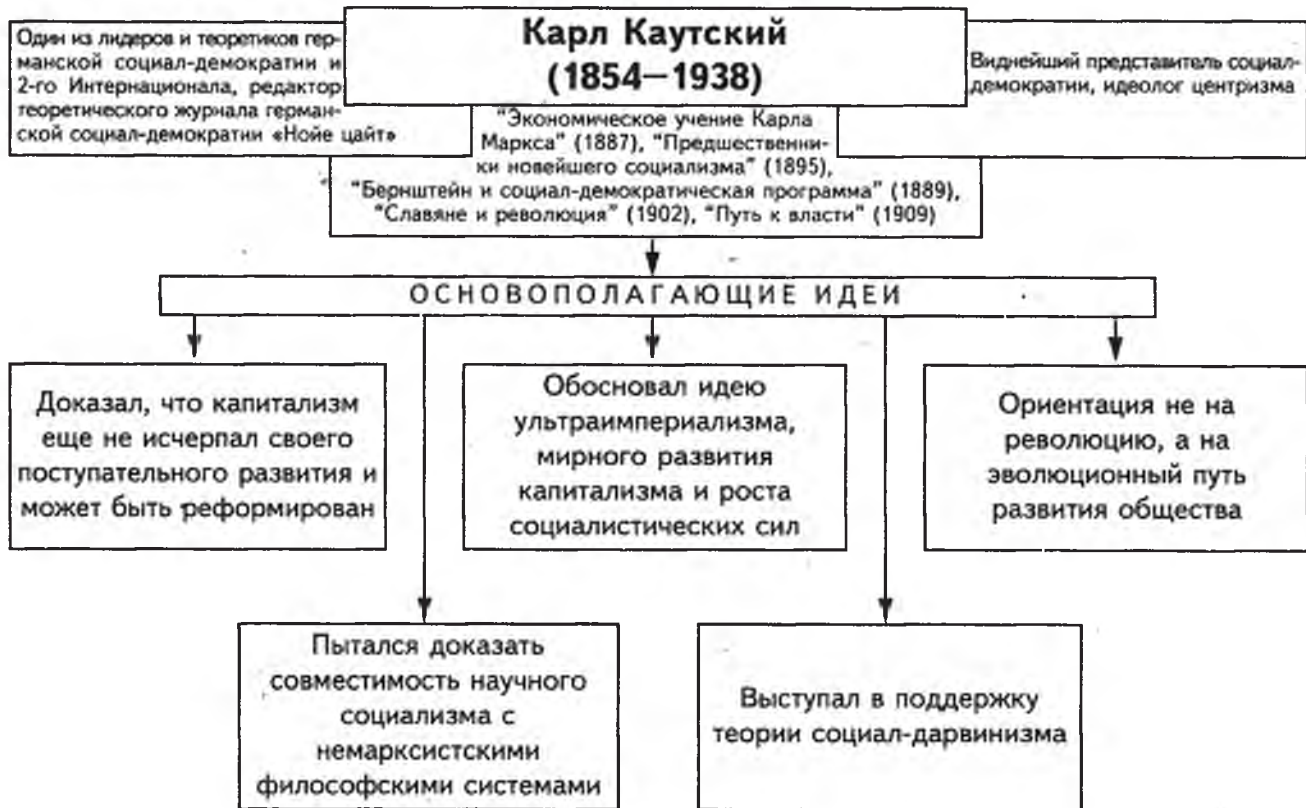 Один из лидеров и теоретиков гер-
манской социал-демократии и
2-го Интернационала, редактор
теоретического журнала герман-
ской социал-демократии «Нойе цайт»
Карл Каутский
(1854—1938)
Виднейший представитель социал-
демократии, идеолог центризма
"Экономическое учение Карла
Маркса" (1887), "Предшественни-
ки новейшего социализма" (1895),
"Бернштейн и социал-демократическая программа" (1889),
"Славяне и революция" (1902), "Путь к власти" (1909)
ОСНОВОПОЛАГАЮЩИЕ ИДЕИ
Доказал, что капитализм
еще не исчерпал своего
поступательного развития и
может быть реформирован
Обосновал идею
ультраимпериализма,
мирного развития
капитализма и роста
социалистических сил
Ориентация не на
революцию, а на
эволюционный путь
развития общества
Пытался доказать
совместимость научного
социализма с
немарксистскими
философскими системами
Выступал в поддержку
теории социал-дарвинизма